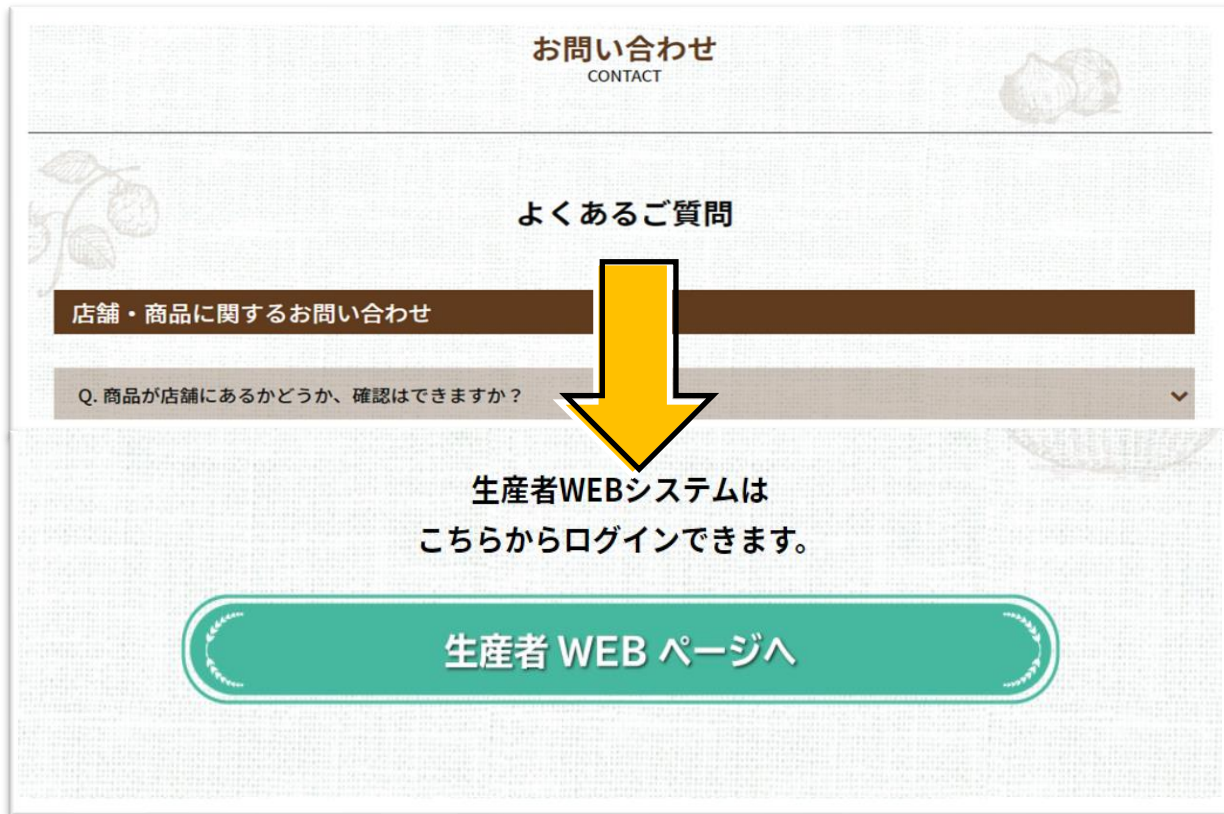 お問い合わせ
CONTACT
よくあるご質問
店舗・商品に関するお問い合わせ
Q. 商品が店舗にあるかどうか、確認はできますか？
生産者WEBシステムは
こちらからログインできます。
生産者 WEB ページへ